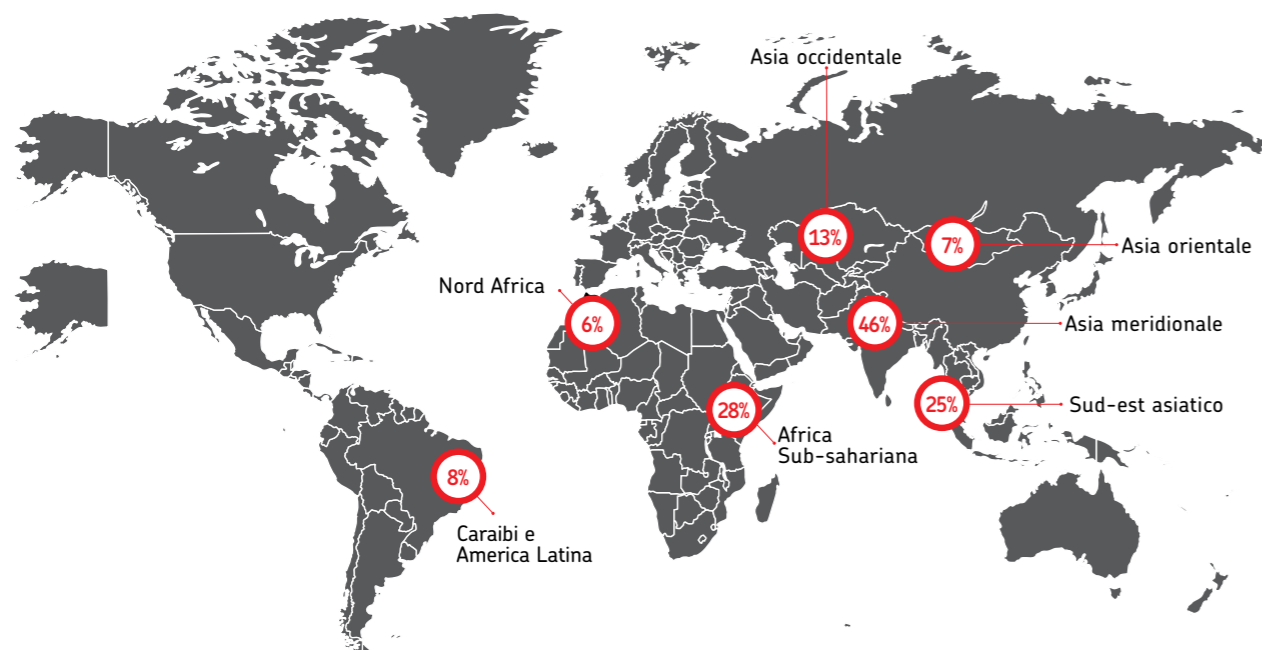 Asia occidentale
13%
7%
Asia orientale
Nord Africa
6%
46%
Asia meridionale
28%
25%
Sud-est asiatico
Africa
Sub-sahariana
8%
Caraibi e
America Latina